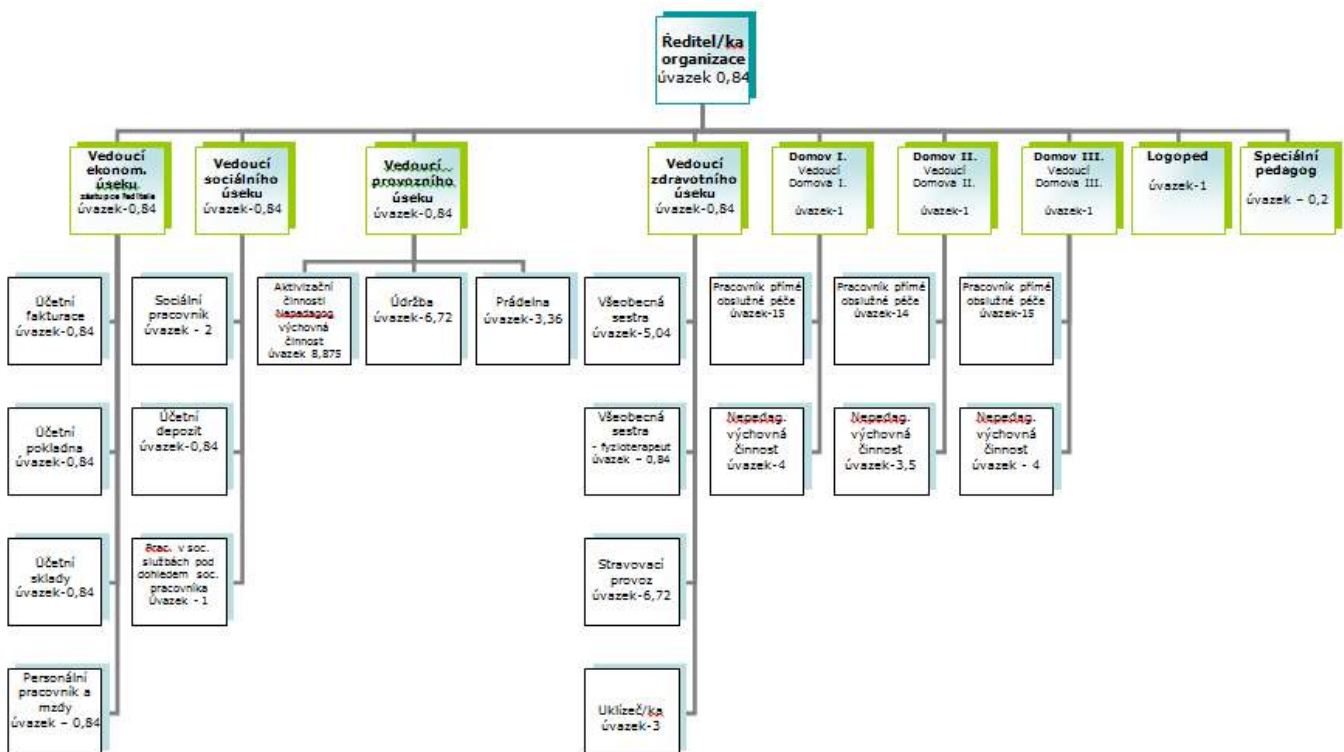 Ředitel/ka
organizace
úvazek 0,84
Vedoucí
ekonom.
úseku
zástupce ředitele
úvazek-0,84
Vedoucí
sociálního
úseku
úvazek-0,84
Vedoucí
provozního
úseku
úvazek-0,84
Vedoucí
zdravotního
úseku
úvazek-0,84
Domov I.
Vedoucí
Domova I.
úvazek-1
Domov II.
Vedoucí
Domova II.
úvazek-1
Domov III.
Vedoucí
Domova III.
úvazek-1
Logoped
úvazek-1
Speciální
pedagog
úvazek – 0,2
Účetní
fakturace
úvazek-0,84
Sociální
pracovník
úvazek - 2
Aktivizační
činnosti
Nepedagog
výchovná
činnost
úvazek 8,875
Údržba
úvazek-6,72
Prádelna
úvazek-3,36
Všeobecná
sestra
úvazek-5,04
Pracovník přímé
obslužné péče
úvazek-15
Pracovník přímé
obslužné péče
úvazek-14
Pracovník přímé
obslužné péče
úvazek-15
Účetní
pokladna
úvazek-0,84
Účetní
depozit
úvazek-0,84
Všeobecná
sestra
- fyzioterapeut
úvazek – 0,84
Nepedag.
výchovná
činnost
úvazek-4
Nepedag.
výchovná
činnost
úvazek-3,5
Nepedag.
výchovná
činnost
úvazek - 4
Účetní
sklady
úvazek-0,84
Prac. v soc.
službách pod
dohledem soc.
pracovníka
Úvazek - 1
Stravovací
provoz
úvazek-6,72
Personální
pracovník a
mzdy
úvazek – 0,84
Uklízeč/ka
úvazek-3